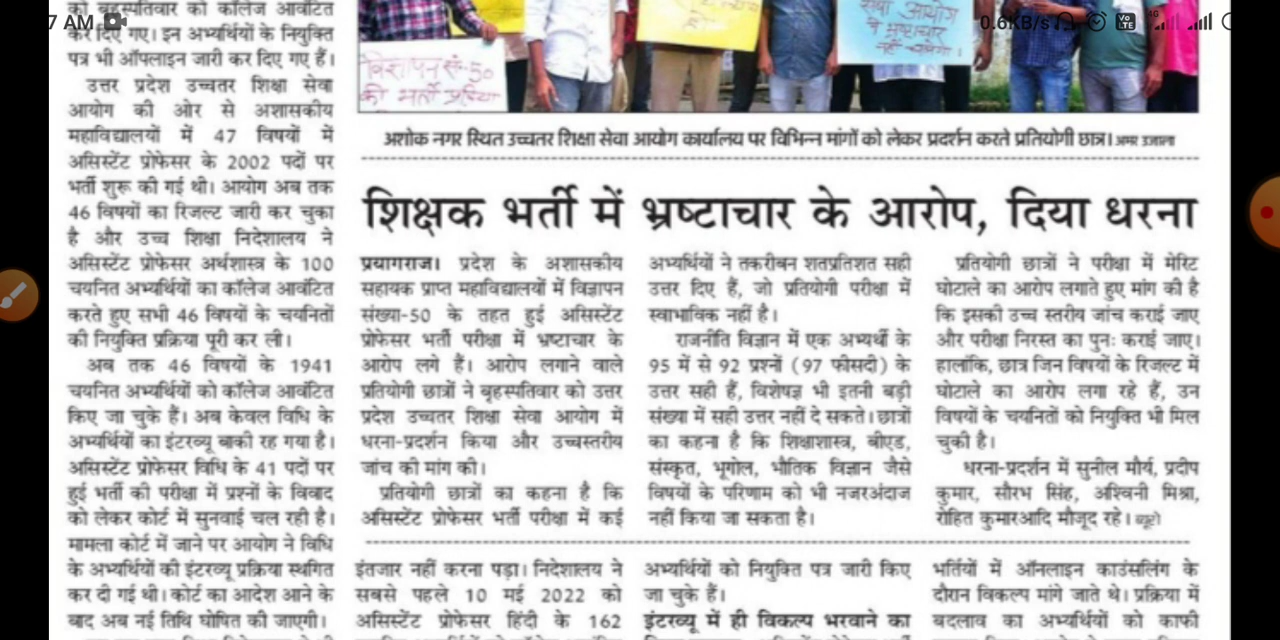 7 AM
0.6KB/s
Vo LTE
4G
को बृहस्पतिवार को कॉलेज आवंटित
कर दिए गए। इन अभ्यर्थियों के नियुक्ति
पत्र भी ऑपलाइन जारी कर दिए गए हैं।
उत्तर प्रदेश उच्चतर शिक्षा सेवा
आयोग की ओर से अशासकीय
महाविद्यालयों में 47 विषयों में
असिस्टेंट प्रोफेसर के 2002 पदों पर
भर्ती शुरू की गई थी। आयोग अब तक
46 विषयों का रिजल्ट जारी कर चुका
है और उच्च शिक्षा निदेशालय ने
असिस्टेंट प्रोफेसर अर्थशास्त्र के 100
चयनित अभ्यर्थियों का कॉलेज आवंटित
करते हुए सभी 46 विषयों के चयनितों
की नियुक्ति प्रक्रिया पूरी कर ली।
अब तक 46 विषयों के 1941
चयनित अभ्यर्थियों को कॉलेज आवंटित
किए जा चुके हैं। अब केवल विधि के
अभ्यर्थियों का इंटरव्यू बाकी रह गया है।
असिस्टेंट प्रोफेसर विधि के 41 पदों पर
हुई भर्ती की परीक्षा में प्रश्नों के विवाद
को लेकर कोर्ट में सुनवाई चल रही है।
मामला कोर्ट में जाने पर आयोग ने विधि
के अभ्यर्थियों की इंटरव्यू प्रक्रिया स्थगित
कर दी गई थी। कोर्ट का आदेश आने के
बाद अब नई तिथि घोषित की जाएगी।
विज्ञापन सं-50
की भर्ती प्रक्रिया
सेवा आयोग
मे भ्रष्टाचार
नहीं चलेगा।
अशोक नगर स्थित उच्चतर शिक्षा सेवा आयोग कार्यालय पर विभिन्न मांगों को लेकर प्रदर्शन करते प्रतियोगी छात्र। अमर उजाला
शिक्षक भर्ती में भ्रष्टाचार के आरोप, दिया धरना
प्रयागराज। प्रदेश के अशासकीय
सहायक प्राप्त महाविद्यालयों में विज्ञापन
संख्या-50 के तहत हुई असिस्टेंट
प्रोफेसर भर्ती परीक्षा में भ्रष्टाचार के
आरोप लगे हैं। आरोप लगाने वाले
प्रतियोगी छात्रों ने बृहस्पतिवार को उत्तर
प्रदेश उच्चतर शिक्षा सेवा आयोग में
धरना-प्रदर्शन किया और उच्चस्तरीय
जांच की मांग की।
प्रतियोगी छात्रों का कहना है कि
असिस्टेंट प्रोफेसर भर्ती परीक्षा में कई
अभ्यर्थियों ने तकरीबन शतप्रतिशत सही
उत्तर दिए हैं, जो प्रतियोगी परीक्षा में
स्वाभाविक नहीं है।
राजनीति विज्ञान में एक अभ्यर्थी के
95 में से 92 प्रश्नों (97 फीसदी) के
उत्तर सही हैं, विशेषज्ञ भी इतनी बड़ी
संख्या में सही उत्तर नहीं दे सकते। छात्रों
का कहना है कि शिक्षाशास्त्र, बीएड,
संस्कृत, भूगोल, भौतिक विज्ञान जैसे
विषयों के परिणाम को भी नजरअंदाज
नहीं किया जा सकता है।
प्रतियोगी छात्रों ने परीक्षा में मेरिट
घोटाले का आरोप लगाते हुए मांग की है
कि इसकी उच्च स्तरीय जांच कराई जाए
और परीक्षा निरस्त का पुनः कराई जाए।
हालांकि, छात्र जिन विषयों के रिजल्ट में
घोटाले का आरोप लगा रहे हैं, उन
विषयों के चयनितों को नियुक्ति भी मिल
चुकी है।
धरना-प्रदर्शन में सुनील मौर्य, प्रदीप
कुमार, सौरभ सिंह, अश्विनी मिश्रा,
रोहित कुमारआदि मौजूद रहे। ब्यूरो
इंतजार नहीं करना पड़ा। निदेशालय ने
सबसे पहले 10 मई 2022 को
असिस्टेंट प्रोफेसर हिंदी के 162
अभ्यर्थियों को नियुक्ति पत्र जारी किए
जा चुके हैं।
इंटरव्यू में ही विकल्प भरवाने का
भर्तियों में ऑनलाइन काउंसलिंग के
दौरान विकल्प मांगे जाते थे। प्रक्रिया में
बदलाव का अभ्यर्थियों को काफी